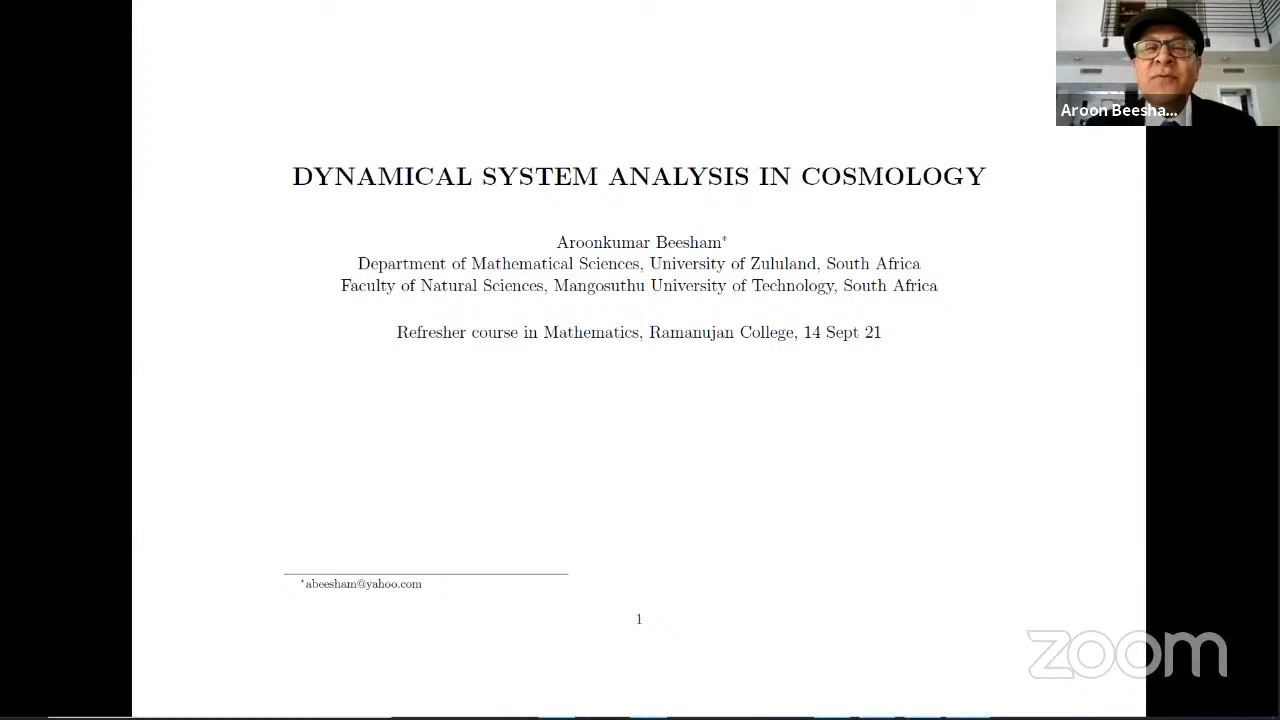 Aroon Beesha...
DYNAMICAL SYSTEM ANALYSIS IN COSMOLOGY
Aroonkumar Beesham*
Department of Mathematical Sciences, University of Zululand, South Africa
Faculty of Natural Sciences, Mangosuthu University of Technology, South Africa
Refresher course in Mathematics, Ramanujan College, 14 Sept 21
*abeesham@yahoo.com
1
zoom